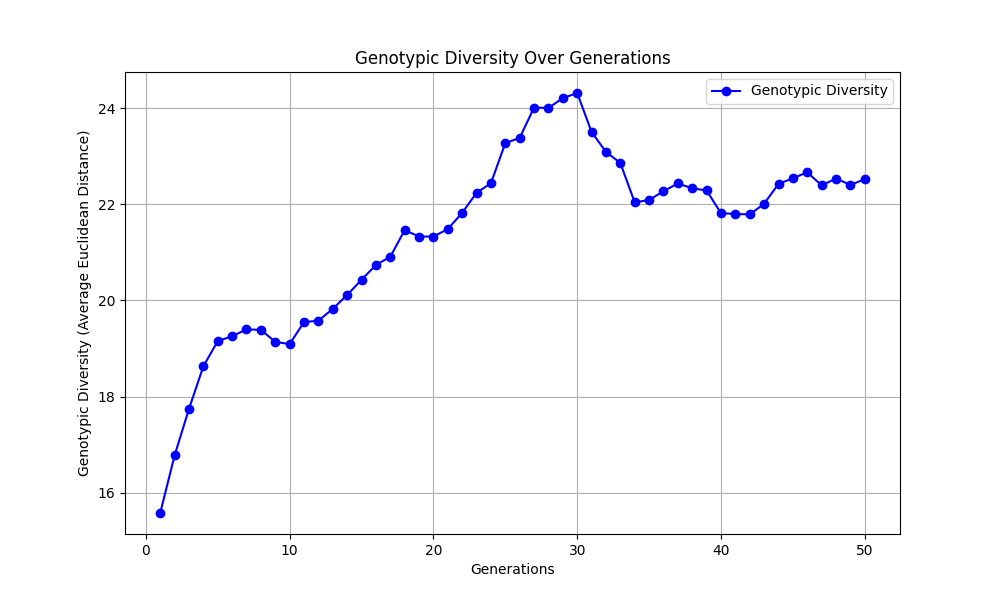 Genotypic Diversity Over Generations
Genotypic Diversity
Genotypic Diversity (Average Euclidean Distance)
24
22
20
18
16
0 10 20 30 40 50
Generations